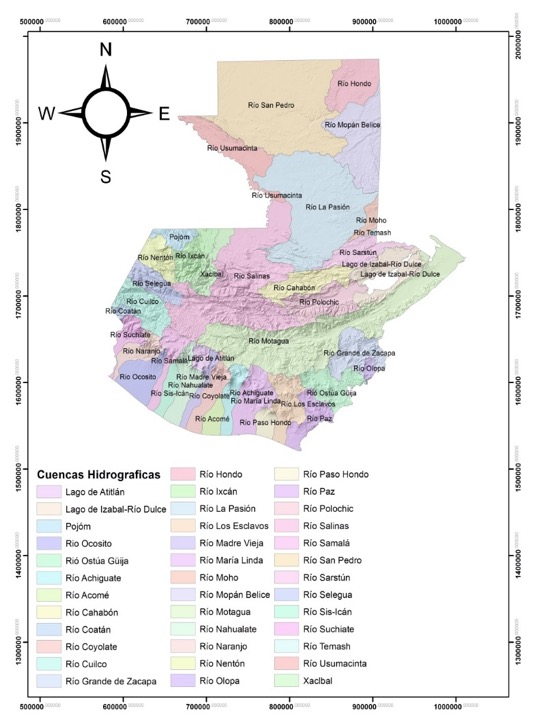 500000 600000 700000 800000 900000 1000000
2000000
1900000
1800000
1700000
1600000
1500000
1400000
1300000
N
W E
S
Río Hondo
Río San Pedro
Río Mopán Belice
Río Usumacinta
Río Usumacinta
Río La Pasión
Río Moho
Río Temash
Pojóm
Río Sarstún
Río Nentón
Río Ixcán
Lago de Izabal-Río Dulce
Xaclbal
Río Salinas
Lago de Izabal-Río Dulce
Río Selegua
Río Cahabón
Río Cuilco
Río Polochic
Río Coatán
Río Suchiate
Río Motagua
Río Naranjo
Río Samalá
Lago de Atitlán
Río Grande de Zacapa
Río Olopa
Río Ocosito
Río Madre Vieja
Río Nahualate
Río Sis-Icán
Río Coyolate
Río Achiguate
Río Ostúa Güija
Río María Linda
Río Los Esclavos
Río Acomé
Río Paso Hondo
Río Paz
Cuencas Hidrograficas
Lago de Atitlán
Lago de Izabal-Río Dulce
Pojóm
Rio Ocosito
Rió Ostúa Güija
Río Achiguate
Río Acomé
Río Cahabón
Río Coatán
Río Coyolate
Río Cuilco
Río Grande de Zacapa
Río Hondo
Río Ixcán
Río La Pasión
Río Los Esclavos
Río Madre Vieja
Río María Linda
Río Moho
Río Mopán Belice
Río Motagua
Río Nahualate
Río Naranjo
Río Nentón
Río Olopa
Río Paso Hondo
Río Paz
Río Polochic
Río Salinas
Río Samalá
Río San Pedro
Río Sarstún
Río Selegua
Río Sis-Icán
Río Suchiate
Río Temash
Río Usumacinta
Xaclbal
500000 600000 700000 800000 900000 1000000